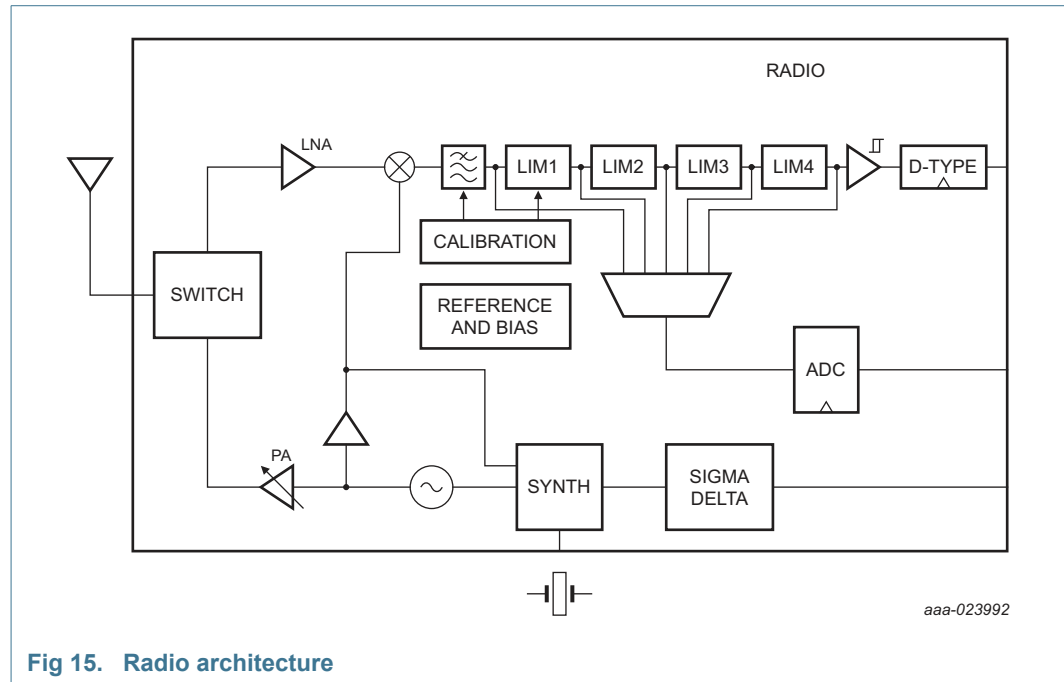 RADIO
LNA
LIM1
LIM2
LIM3
LIM4
D-TYPE
CALIBRATION
SWITCH
REFERENCE
AND BIAS
ADC
PA
SYNTH
SIGMA
DELTA
aaa-023992
Fig 15. Radio architecture